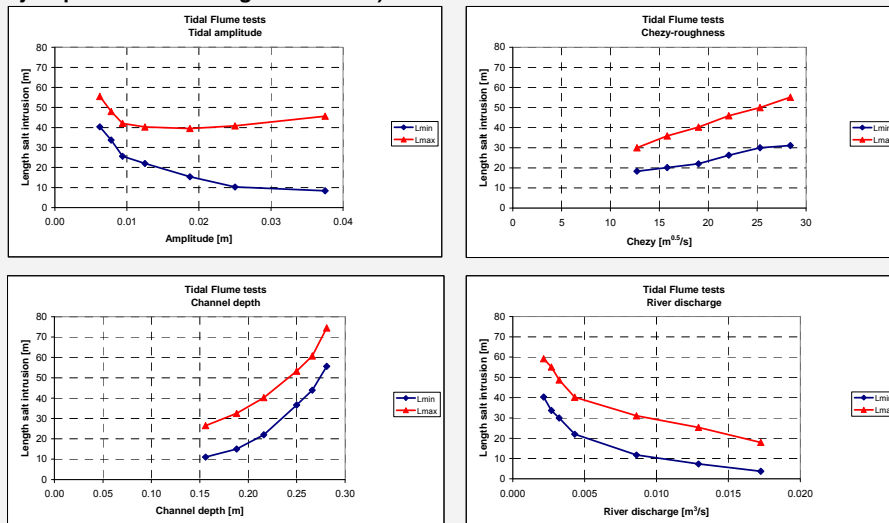 Tidal Flume tests
Tidal amplitude
Length salt intrusion [m]
80
70
60
50
40
30
20
10
0
0.00 0.01 0.02 0.03 0.04
Amplitude [m]
Lmin
Lmax
Tidal Flume tests
Chezy-roughness
Length salt intrusion [m]
80
70
60
50
40
30
20
10
0
0 5 10 15 20 25 30
Chezy [m0.5/s]
Lmin
Lma
Tidal Flume tests
Channel depth
Length salt intrusion [m]
80
70
60
50
40
30
20
10
0
0.00 0.05 0.10 0.15 0.20 0.25 0.30
Channel depth [m]
Lmin
Lmax
Tidal Flume tests
River discharge
Length salt intrusion [m]
80
70
60
50
40
30
20
10
0
0.000 0.005 0.010 0.015 0.020
River discharge [m3/s]
Lmin
Lmax